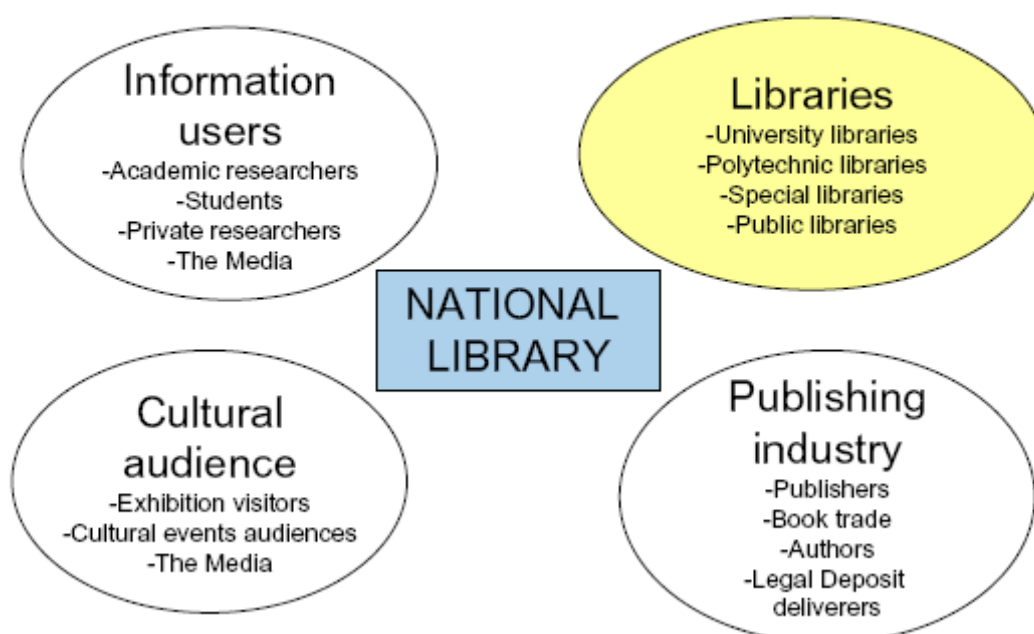 Information
users
-Academic researchers
-Students
-Private researchers
-The Media
Libraries
-University libraries
-Polytechnic libraries
-Special libraries
-Public libraries
NATIONAL
LIBRARY
Cultural
audience
-Exhibition visitors
-Cultural events audiences
-The Media
Publishing
industry
-Publishers
-Book trade
-Authors
-Legal Deposit
deliverers